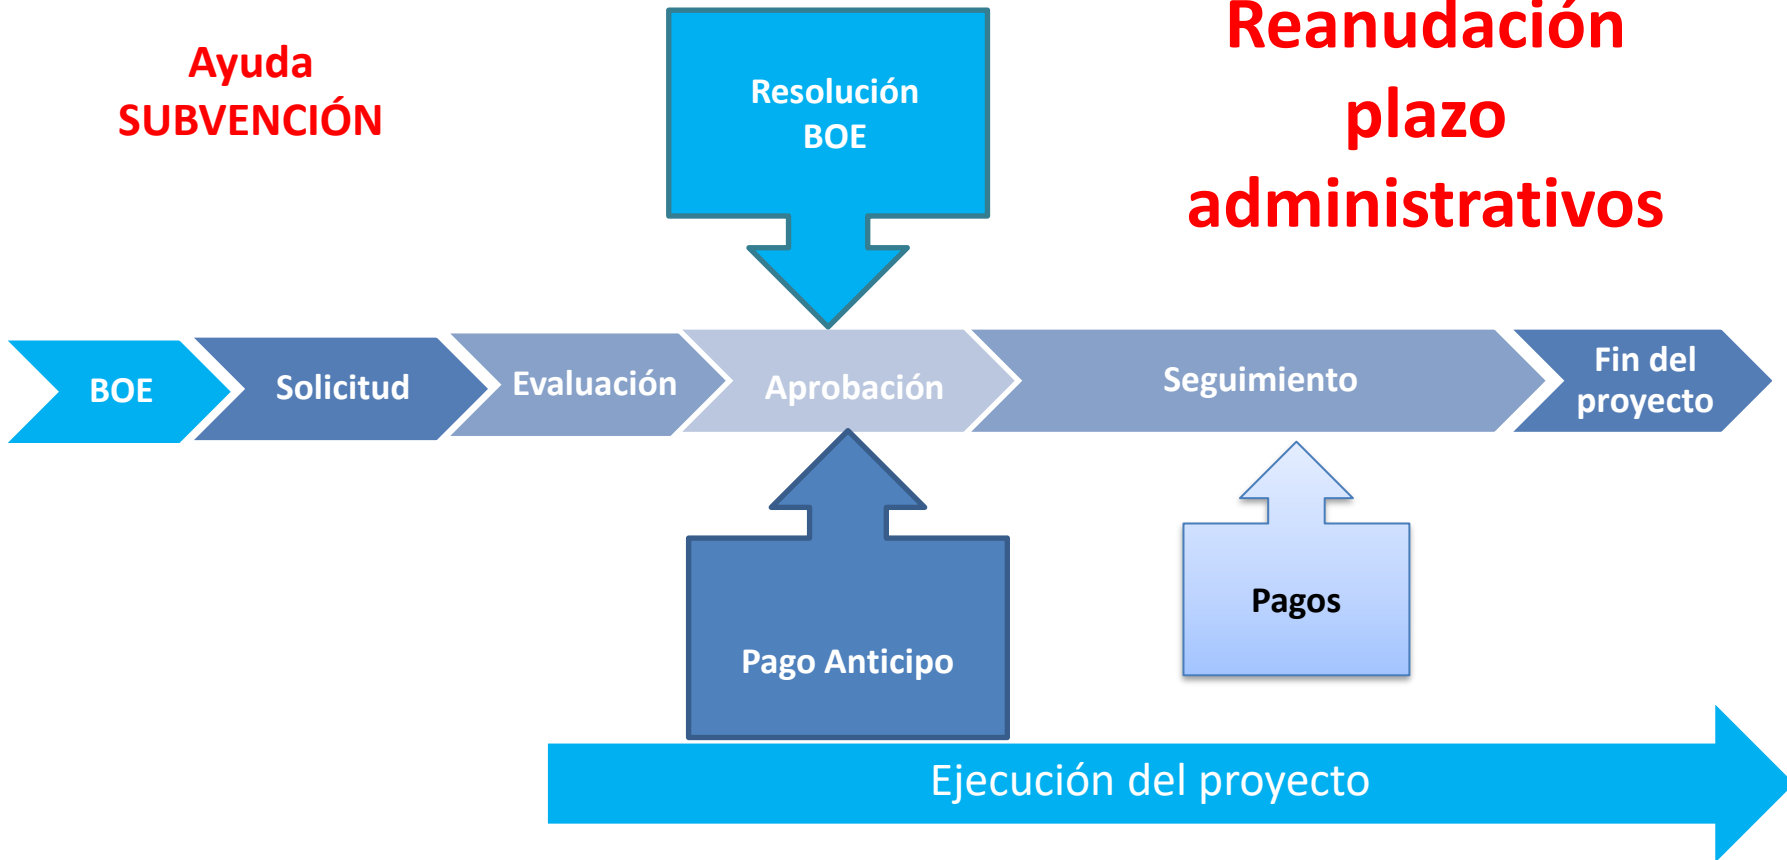 Ayuda
SUBVENCIÓN
Resolución
BOE
Reanudación
plazo
administrativos
BOE
Solicitud
Evaluación
Aprobación
Seguimiento
Fin del
proyecto
Pago Anticipo
Pagos
Ejecución del proyecto